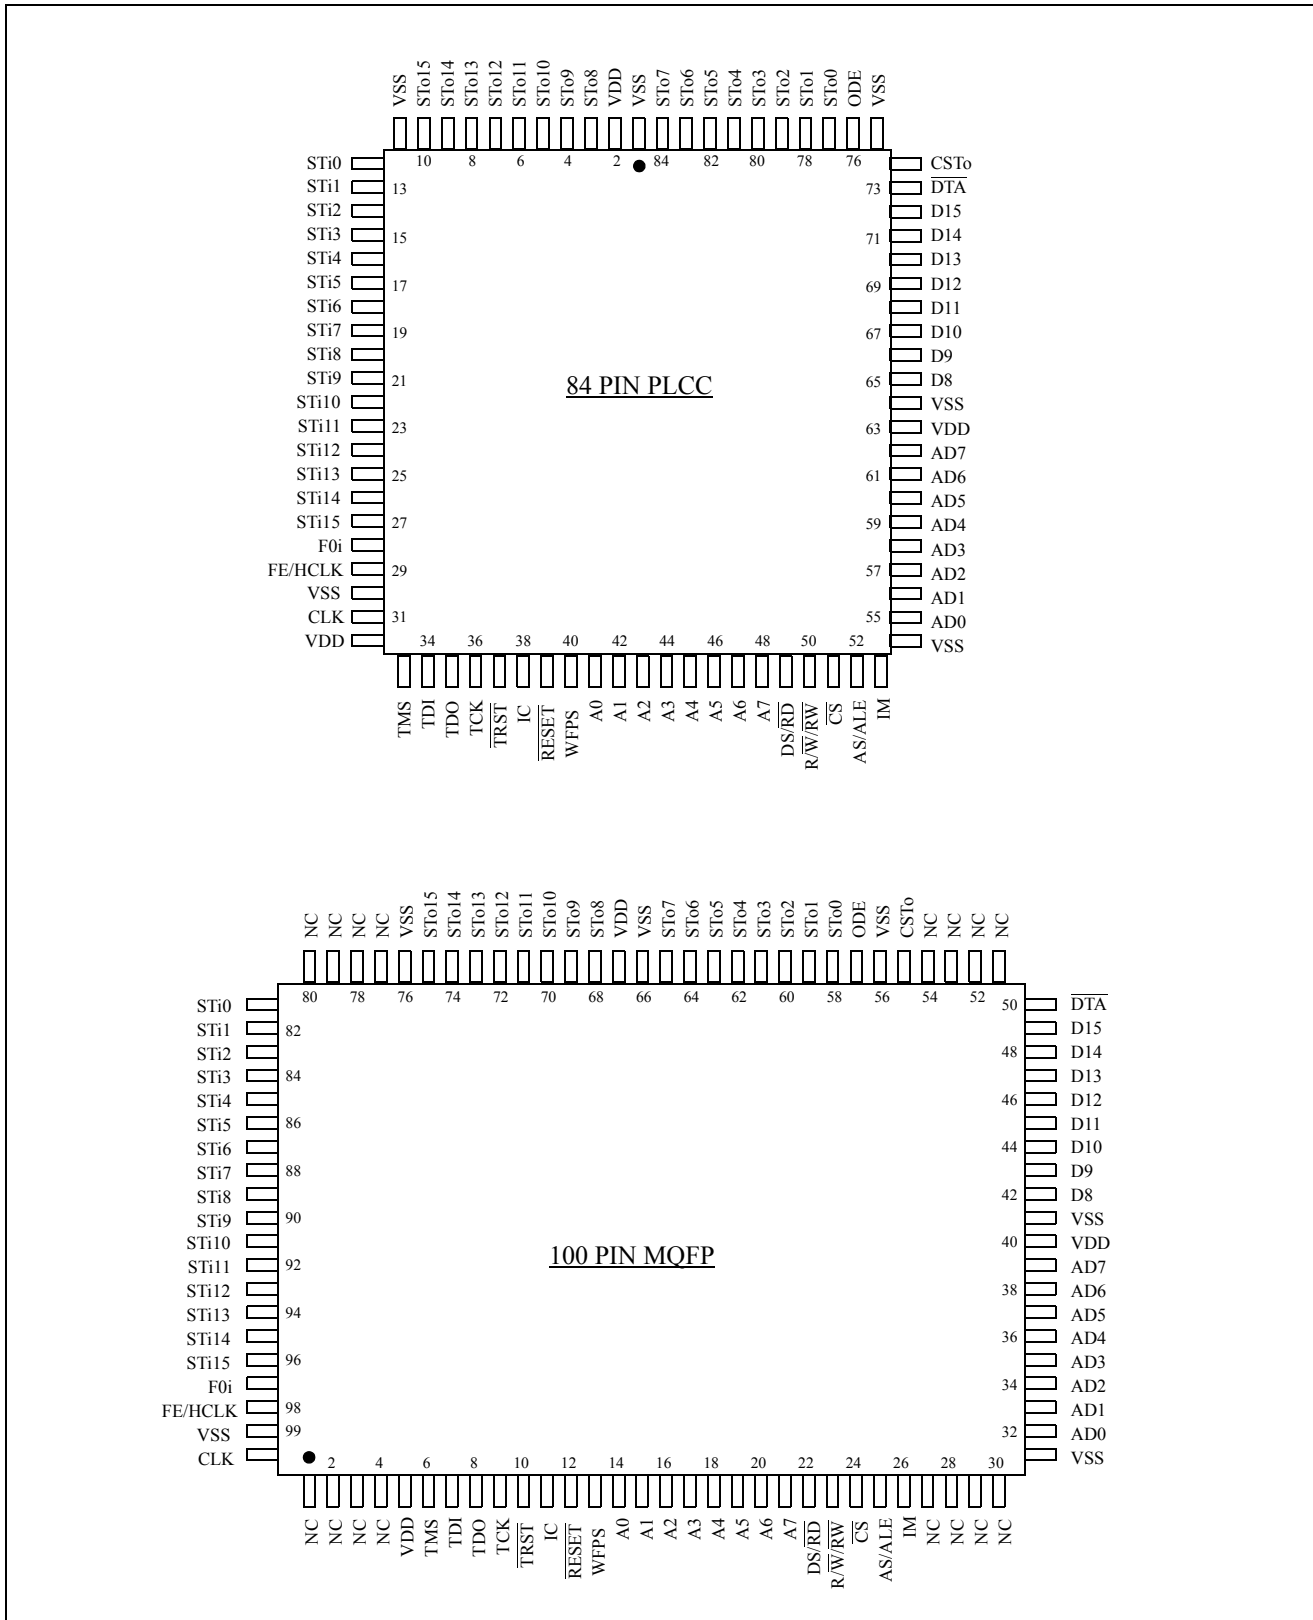 VSS STo15 STo14 STo13 STo12 STo11 STo10 STo9 STo8 VDD VSS STo7 STo6 STo5 STo4 STo3 STo2 STo1 STo0 ODE VSS
10 8 6 4 2 84 82 80 78 76
STi0 CSTo
STi1 13 73 DTA
STi2 D15
STi3 15 71 D14
STi4 D13
STi5 17 69 D12
STi6 D11
STi7 19 67 D10
STi8 D9
STi9 21 65 D8
84 PIN PLCC
STi10 VSS
STi11 23 63 VDD
STi12 AD7
STi13 25 61 AD6
STi14 AD5
STi15 27 59 AD4
F0i AD3
FE/HCLK 29 57 AD2
VSS AD1
CLK 31 55 AD0
VDD VSS
34 36 38 40 42 44 46 48 50 52
TMS TDI TDO TCK TRST IC RESET WFPS A0 A1 A2 A3 A4 A5 A6 A7 DS/RD R/W/RW CS AS/ALE IM
NC NC NC NC VSS STo15 STo14 STo13 STo12 STo11 STo10 STo9 STo8 VDD VSS STo7 STo6 STo5 STo4 STo3 STo2 STo1 STo0 ODE VSS CSTo NC NC NC NC
80 78 76 74 72 70 68 66 64 62 60 58 56 54 52
STi0 50 DTA
STi1 82 D15
STi2 48 D14
STi3 84 D13
STi4 46 D12
STi5 86 D11
STi6 44 D10
STi7 88 D9
STi8 42 D8
STi9 90 VSS
STi10 40 VDD
100 PIN MQFP
STi11 92 AD7
STi12 38 AD6
STi13 94 AD5
STi14 36 AD4
STi15 96 AD3
F0i 34 AD2
FE/HCLK 98 AD1
VSS 99 32 AD0
CLK VSS
2 4 6 8 10 12 14 16 18 20 22 24 26 28 30
NC NC NC NC VDD TMS TDI TDO TCK TRST IC RESET WFPS A0 A1 A2 A3 A4 A5 A6 A7 DS/RD R/W/RW CS AS/ALE IM NC NC NC NC